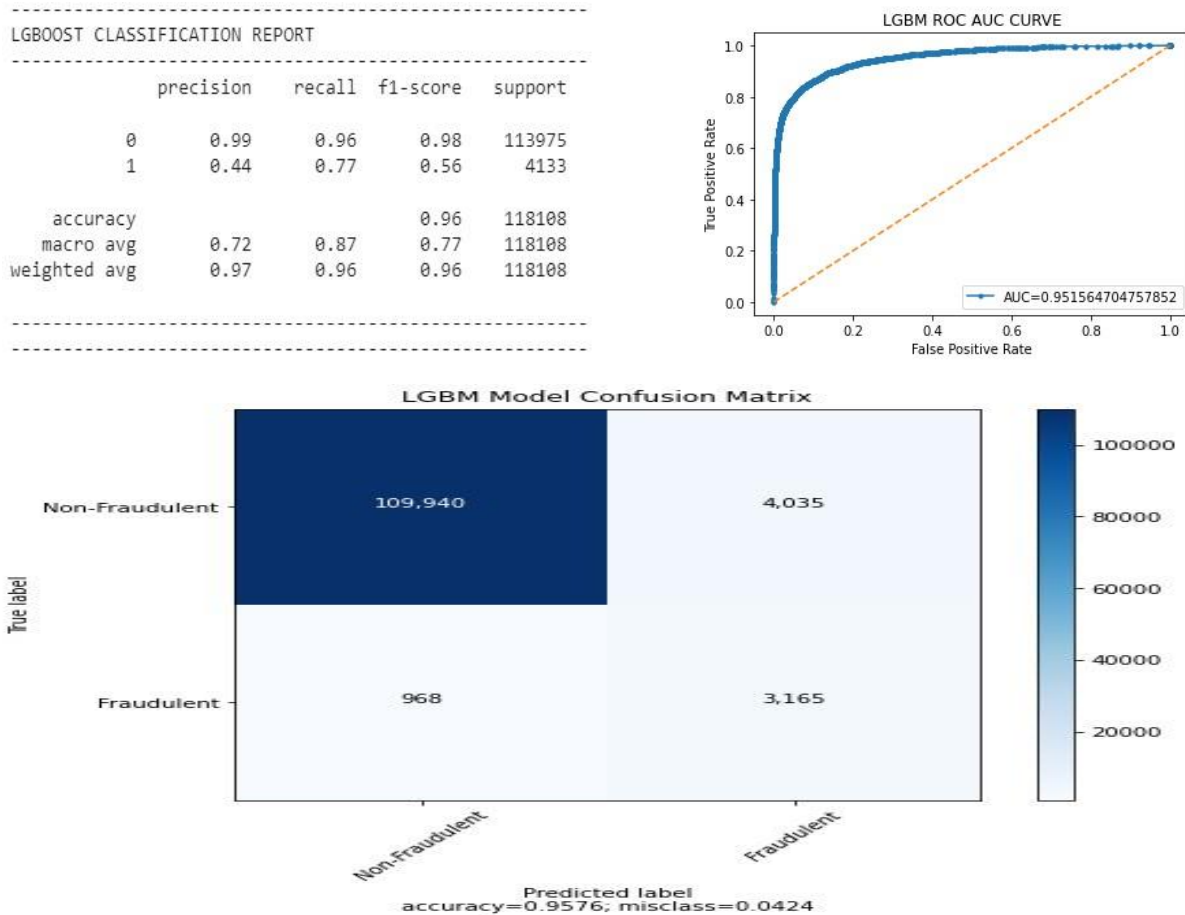 ------------------------------------------------------
LGBOOST CLASSIFICATION REPORT
------------------------------------------------------
precision recall f1-score support
0 0.99 0.96 0.98 113975
1 0.44 0.77 0.56 4133
accuracy 0.96 118108
macro avg 0.72 0.87 0.77 118108
weighted avg 0.97 0.96 0.96 118108
------------------------------------------------------
------------------------------------------------------
LGBM ROC AUC CURVE
1.0
0.8
0.6
0.4
0.2
0.0
True Positive Rate
AUC=0.951564704757852
0.0 0.2 0.4 0.6 0.8 1.0
False Positive Rate
LGBM Model Confusion Matrix
True label
Non-Fraudulent
109,940 4,035
Fraudulent
968 3,165
Non-Fraudulent Fraudulent
Predicted label
accuracy=0.9576; misclass=0.0424
100000
80000
60000
40000
20000